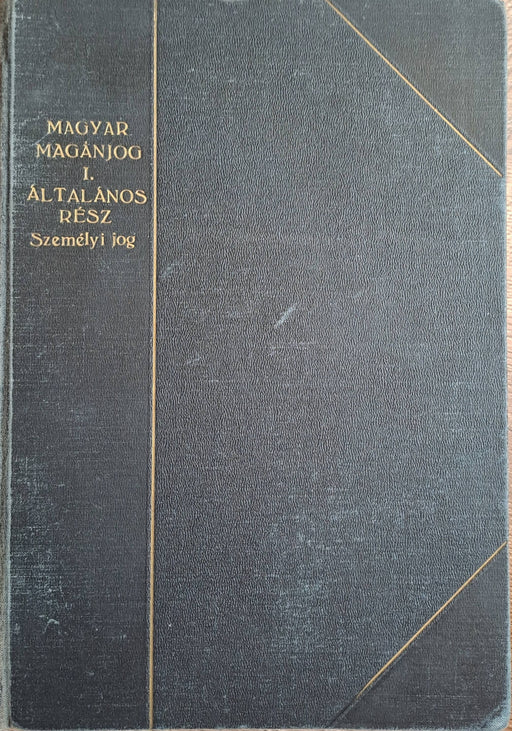 MAGYAR
MAGÁNJOG
I.
ÁLTALÁNOS
RÉSZ
Személyi jog